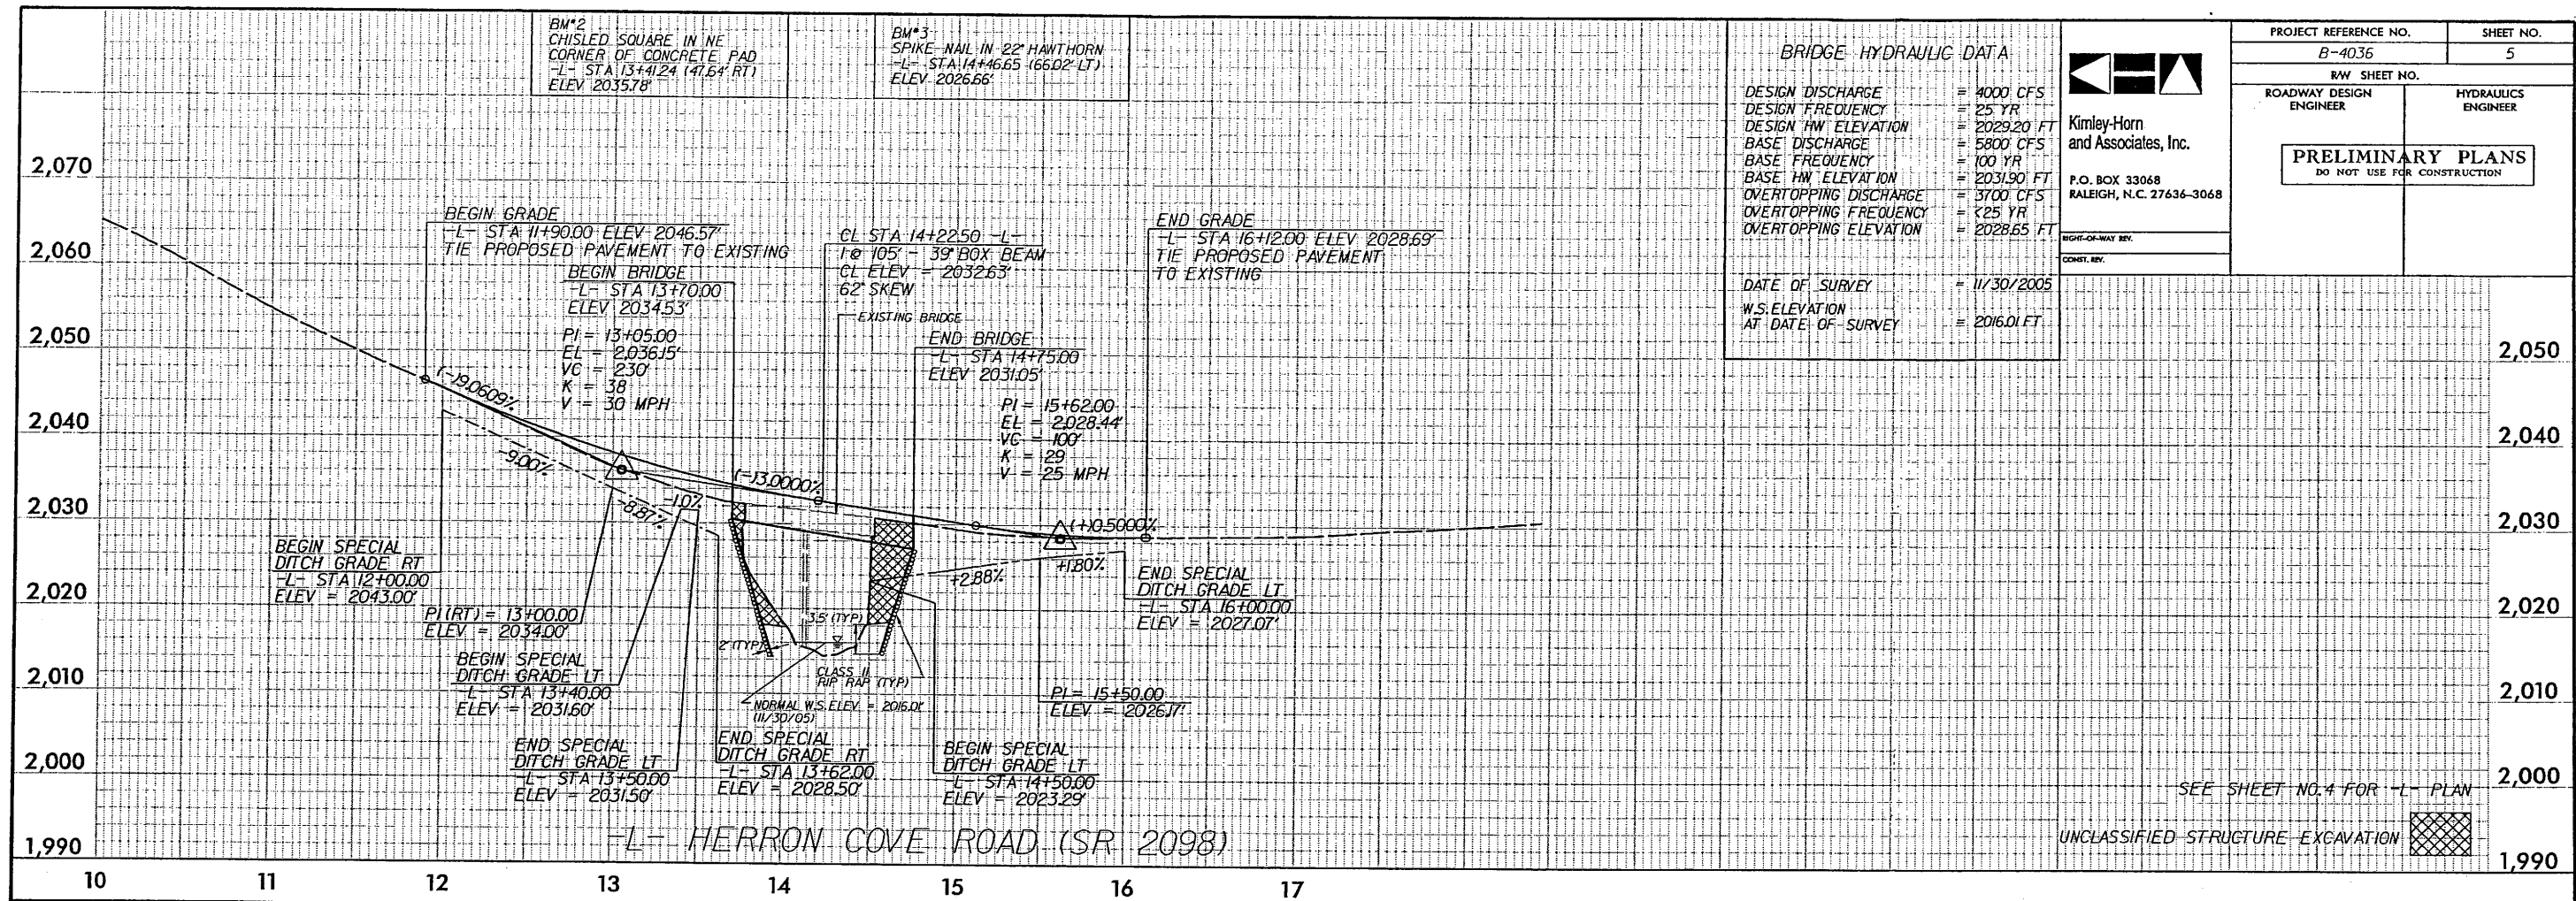 BM#2
CHISLED SQUARE IN NE
CORNER OF CONCRETE PAD
-L- STA 13+41.24 (47.64' RT)
ELEV 2035.78'
BM#3
SPIKE NAIL IN 22" HAWTHORN
-L- STA 14+46.65 (66.02' LT)
ELEV 2026.66'
BRIDGE HYDRAULIC DATA
DESIGN DISCHARGE = 4000 CFS
DESIGN FREQUENCY = 25 YR
DESIGN HW ELEVATION = 2029.20 FT
BASE DISCHARGE = 5800 CFS
BASE FREQUENCY = 100 YR
BASE HW ELEVATION = 2031.90 FT
OVERTOPPING DISCHARGE = 3700 CFS
OVERTOPPING FREQUENCY = <25 YR
OVERTOPPING ELEVATION = 2028.65 FT
DATE OF SURVEY = 11/30/2005
W.S. ELEVATION
AT DATE OF SURVEY = 2016.01 FT
Kimley-Horn
and Associates, Inc.
P.O. BOX 33068
RALEIGH, N.C. 27636-3068
RIGHT-OF-WAY REV.
CONST. REV.
PROJECT REFERENCE NO. SHEET NO.
B-4036 5
R/W SHEET NO.
ROADWAY DESIGN
ENGINEER
HYDRAULICS
ENGINEER
PRELIMINARY PLANS
DO NOT USE FOR CONSTRUCTION
2,070
2,060
2,050
2,040
2,030
2,020
2,010
2,000
1,990
BEGIN GRADE
-L- STA 11+90.00 ELEV 2046.57'
TIE PROPOSED PAVEMENT TO EXISTING
BEGIN BRIDGE
-L- STA 13+70.00
ELEV 2034.53'
PI = 13+05.00
EL = 2,036.15'
VC = 230'
K = 38
V = 30 MPH
CL STA 14+22.50 -L-
1 @ 105' - 39" BOX BEAM
CL ELEV = 2032.63'
62° SKEW
EXISTING BRIDGE
END BRIDGE
-L- STA 14+75.00
ELEV 2031.05'
PI = 15+62.00
EL = 2,028.44'
VC = 100'
K = 29
V = 25 MPH
END GRADE
-L- STA 16+12.00 ELEV 2028.69'
TIE PROPOSED PAVEMENT
TO EXISTING
(-)9.0609%
-9.00%
-8.87%
-1.0%
(-)3.0000%
(+)0.5000%
+2.88%
+1.80%
BEGIN SPECIAL
DITCH GRADE RT
-L- STA 12+00.00
ELEV = 2043.00'
PI (RT) = 13+00.00
ELEV = 2034.00'
BEGIN SPECIAL
DITCH GRADE LT
-L- STA 13+40.00
ELEV = 2031.60'
END SPECIAL
DITCH GRADE LT
-L- STA 13+50.00
ELEV = 2031.50'
END SPECIAL
DITCH GRADE RT
-L- STA 13+62.00
ELEV = 2028.50'
2' (TYP)
3.5' (TYP)
CLASS II
RIP RAP (TYP)
NORMAL W.S. ELEV. = 2016.01'
(11/30/05)
BEGIN SPECIAL
DITCH GRADE LT
-L- STA 14+50.00
ELEV = 2023.29'
PI = 15+50.00
ELEV = 2026.17'
END SPECIAL
DITCH GRADE LT
-L- STA 16+00.00
ELEV = 2027.07'
2,050
2,040
2,030
2,020
2,010
2,000
1,990
SEE SHEET NO. 4 FOR -L- PLAN
UNCLASSIFIED STRUCTURE EXCAVATION
-L- HERRON COVE ROAD (SR 2098)
10 11 12 13 14 15 16 17